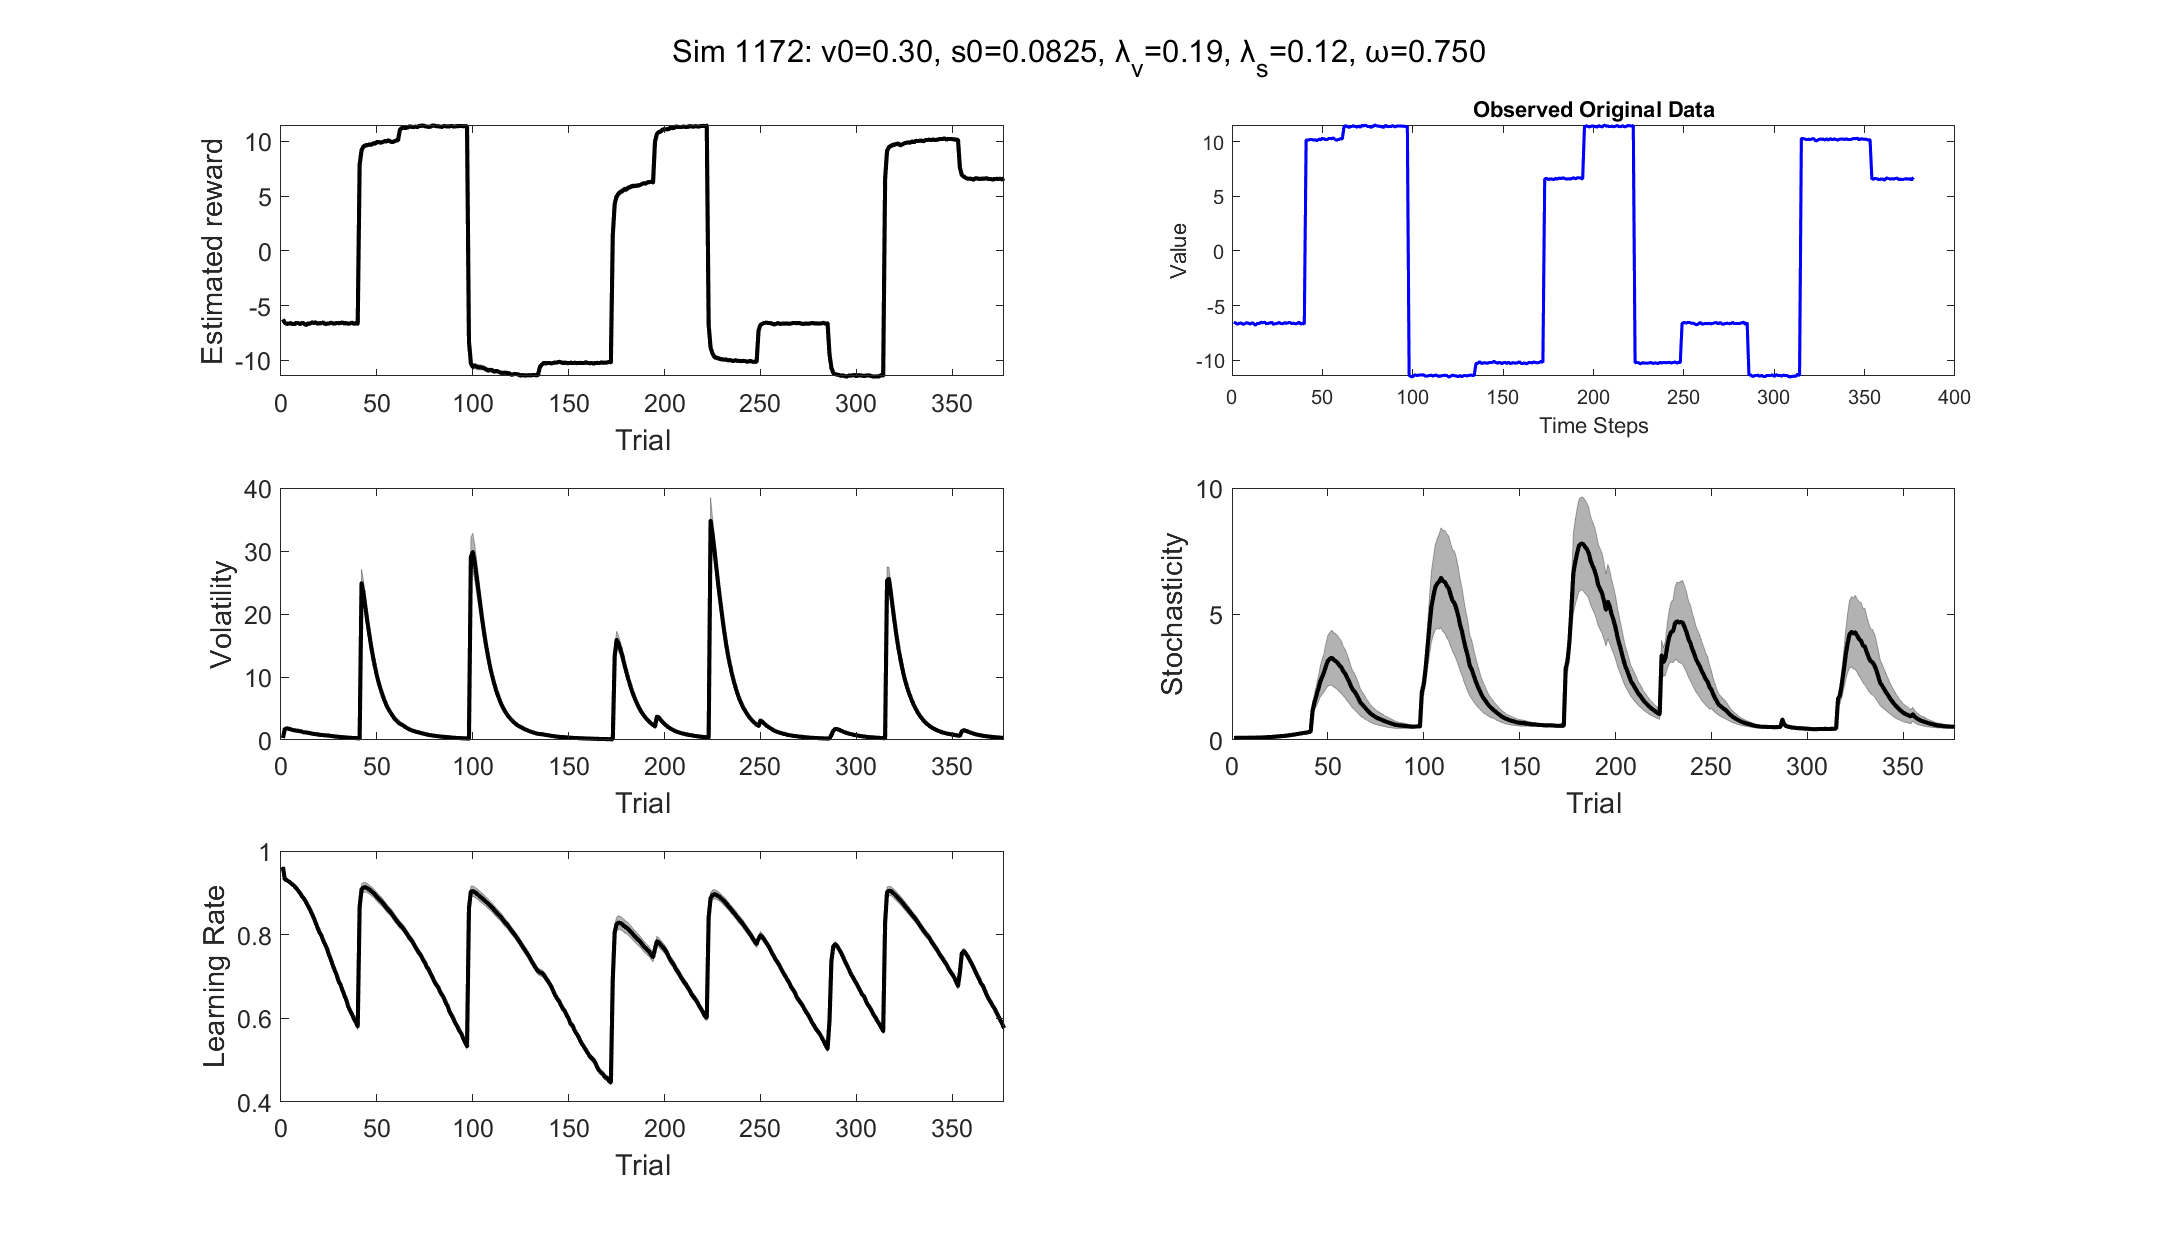 Sim 1172: v0=0.30, s0=0.0825, λ_v=0.19, λ_s=0.12, ω=0.750
Estimated reward
10
5
0
-5
-10
0 50 100 150 200 250 300 350
Trial
Observed Original Data
Value
10
5
0
-5
-10
0 50 100 150 200 250 300 350 400
Time Steps
Volatility
40
30
20
10
0
0 50 100 150 200 250 300 350
Trial
Stochasticity
10
5
0
0 50 100 150 200 250 300 350
Trial
Learning Rate
1
0.8
0.6
0.4
0 50 100 150 200 250 300 350
Trial